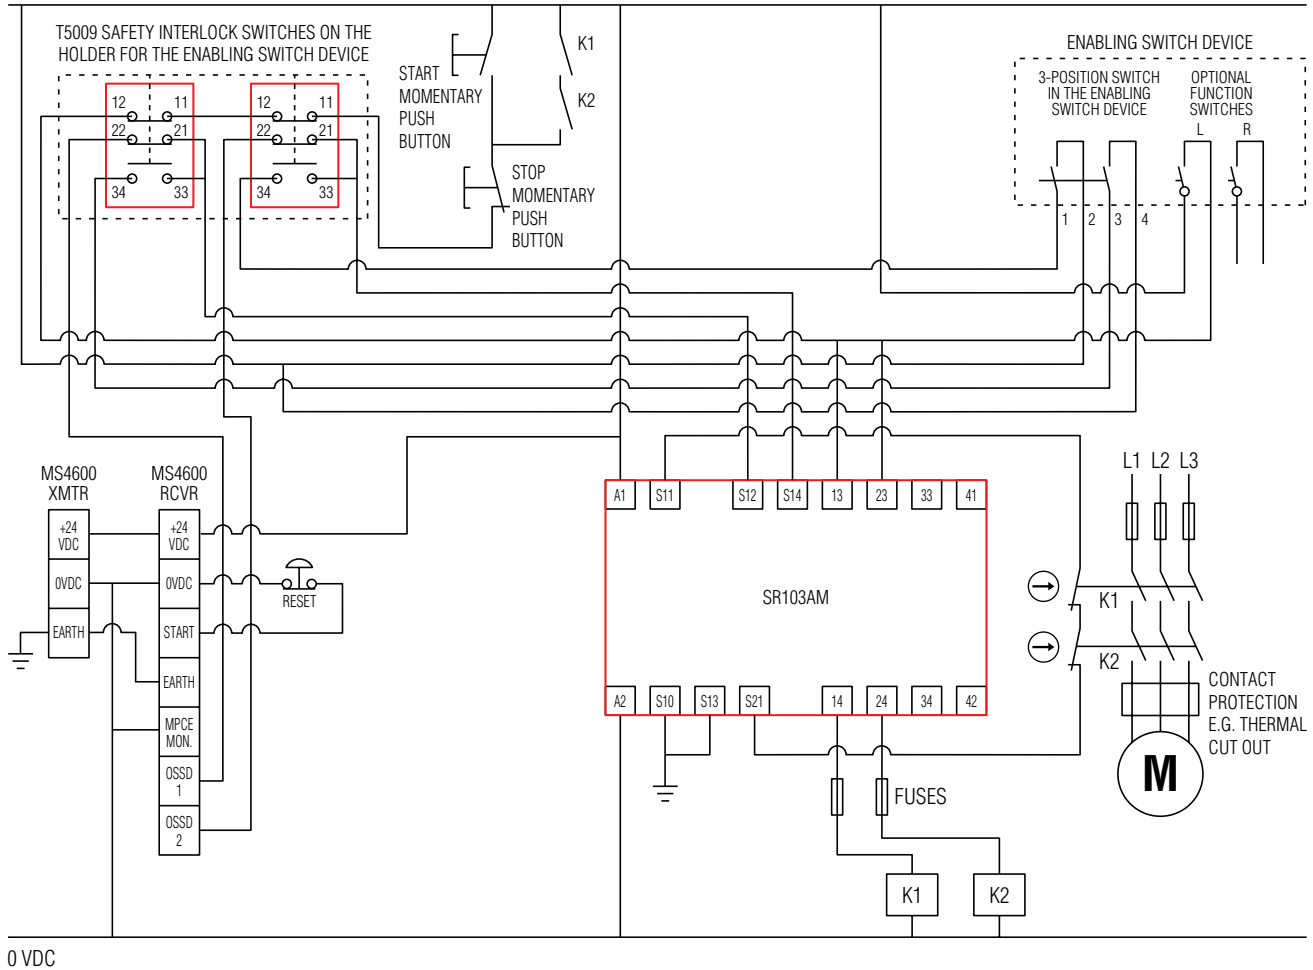 T5009 SAFETY INTERLOCK SWITCHES ON THE
HOLDER FOR THE ENABLING SWITCH DEVICE
12
11
22
21
34
33
12
11
22
21
34
33
START
MOMENTARY
PUSH
BUTTON
K1
K2
STOP
MOMENTARY
PUSH
BUTTON
ENABLING SWITCH DEVICE
3-POSITION SWITCH
IN THE ENABLING
SWITCH DEVICE
OPTIONAL
FUNCTION
SWITCHES
L
R
1
2
3
4
MS4600
XMTR
+24
VDC
0VDC
EARTH
MS4600
RCVR
+24
VDC
0VDC
START
EARTH
MPCE
MON.
OSSD
1
OSSD
2
RESET
A1
S11
S12
S14
13
23
33
41
SR103AM
A2
S10
S13
S21
14
24
34
42
FUSES
K1
K2
L1
L2
L3
K1
K2
CONTACT
PROTECTION
E.G. THERMAL
CUT OUT
M
0 VDC